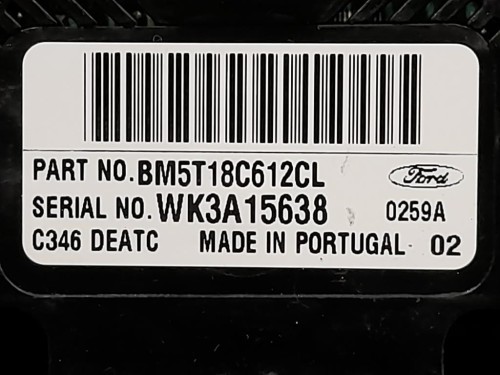 PART NO.BM5T18C612CL
Ford
SERIAL NO.WK3A15638 0259A
C346 DEATC MADE IN PORTUGAL 02